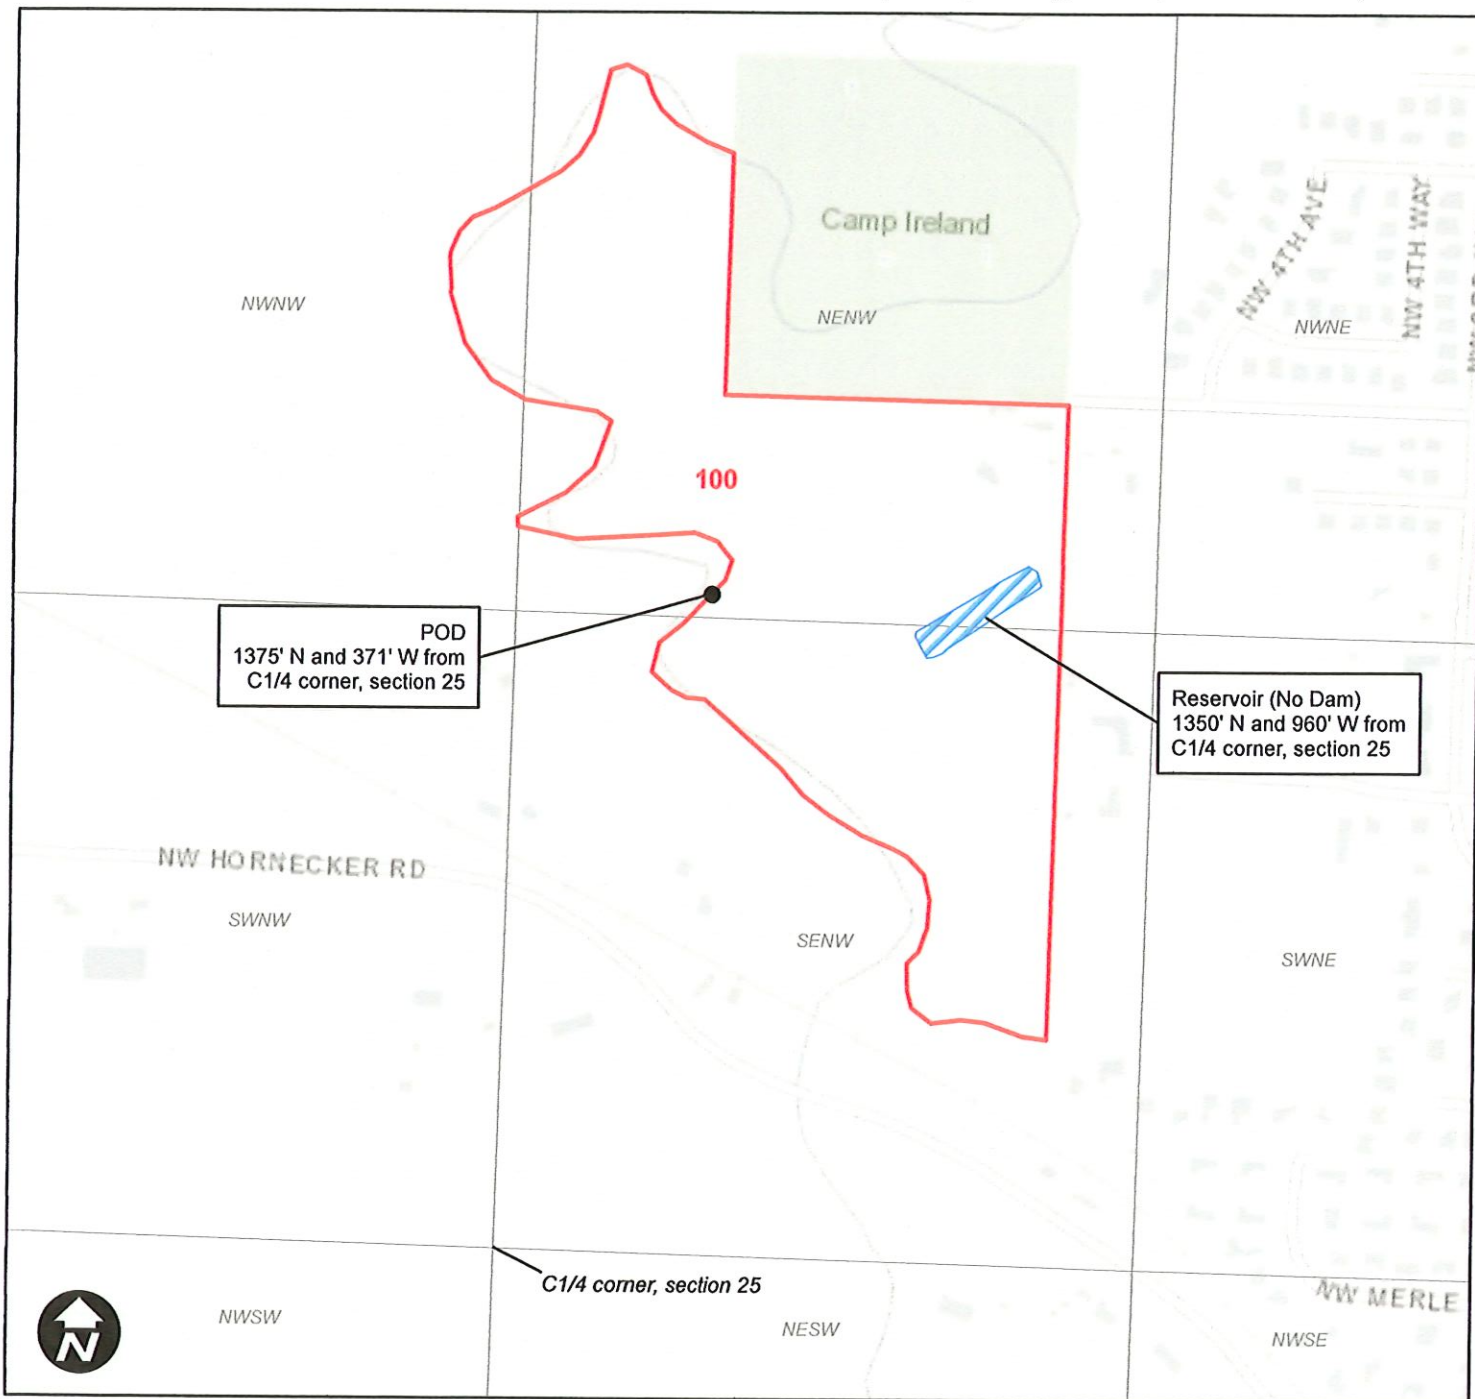 Camp Ireland
NWNW
NENW
NW 4TH AVE
NWNE
NW 4TH WAY
100
POD
1375' N and 371' W from
C1/4 corner, section 25
Reservoir (No Dam)
1350' N and 960' W from
C1/4 corner, section 25
NW HORNECKER RD
SWNW
SENW
SWNE
C1/4 corner, section 25
NW MERLE
N
NWSW
NESW
NWSE